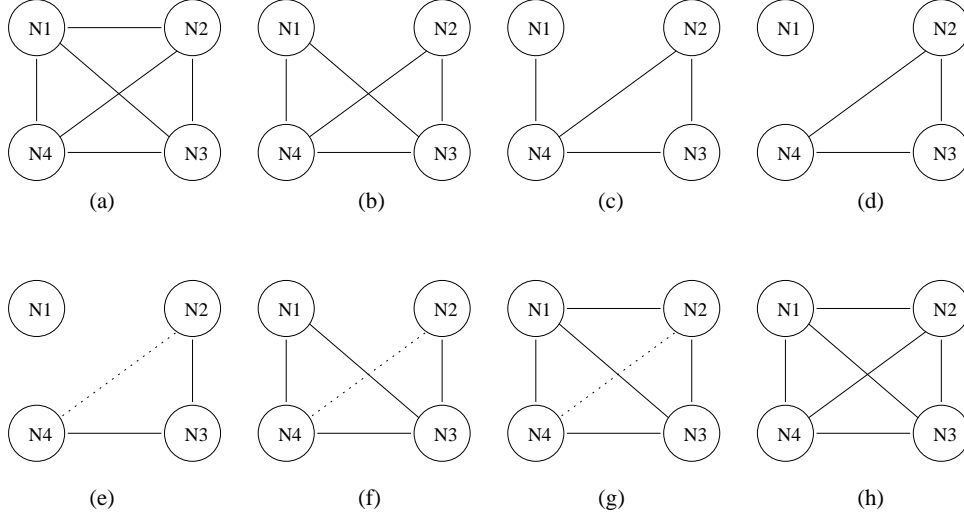 N1 N2 N1 N2 N1 N2 N1 N2
N4 N3 N4 N3 N4 N3 N4 N3
(a) (b) (c) (d)
N1 N2 N1 N2 N1 N2 N1 N2
N4 N3 N4 N3 N4 N3 N4 N3
(e) (f) (g) (h)